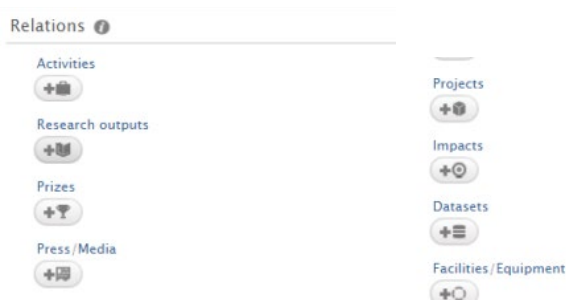 Relations
Activities
Research outputs
Prizes
Press/Media
Projects
Impacts
Datasets
Facilities/Equipment